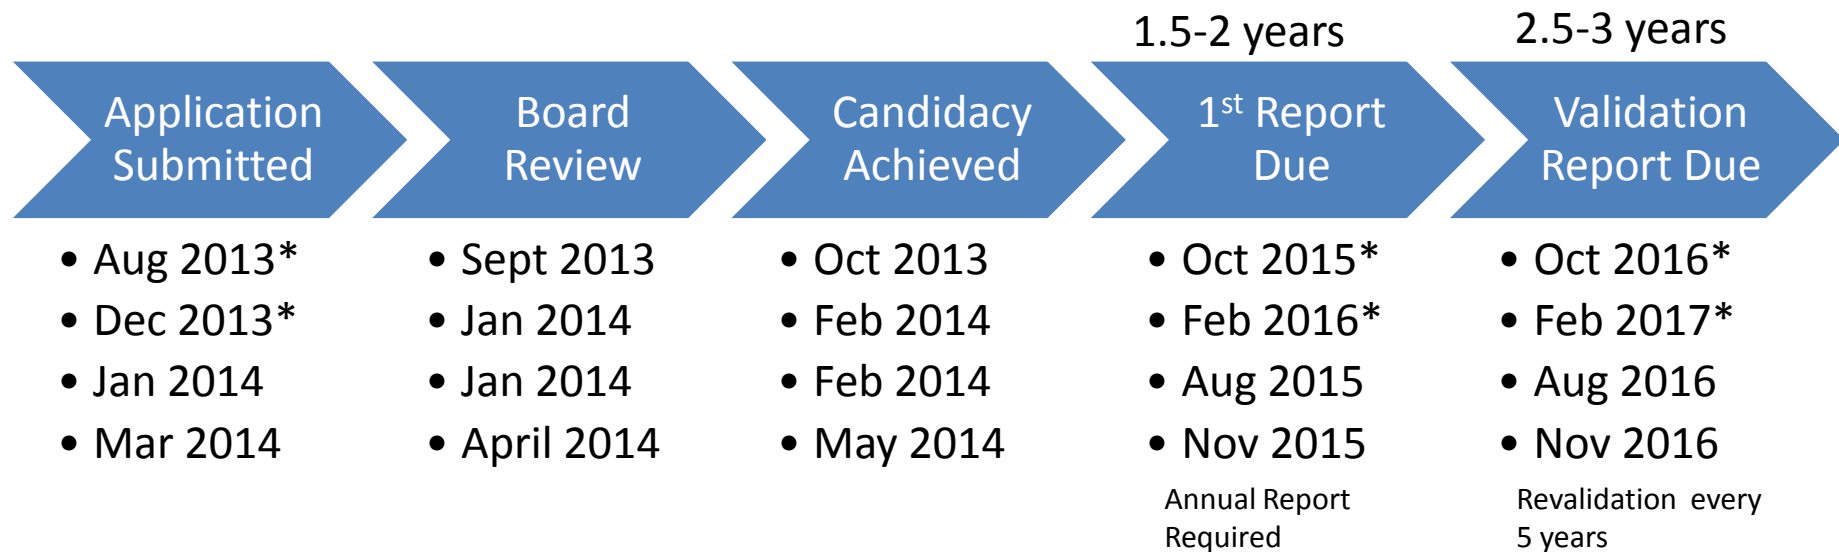 1.5-2 years
2.5-3 years
Application
Submitted
Board
Review
Candidacy
Achieved
1st Report
Due
Validation
Report Due
• Aug 2013*
• Dec 2013*
• Jan 2014
• Mar 2014
• Sept 2013
• Jan 2014
• Jan 2014
• April 2014
• Oct 2013
• Feb 2014
• Feb 2014
• May 2014
• Oct 2015*
• Feb 2016*
• Aug 2015
• Nov 2015
Annual Report
Required
• Oct 2016*
• Feb 2017*
• Aug 2016
• Nov 2016
Revalidation every
5 years